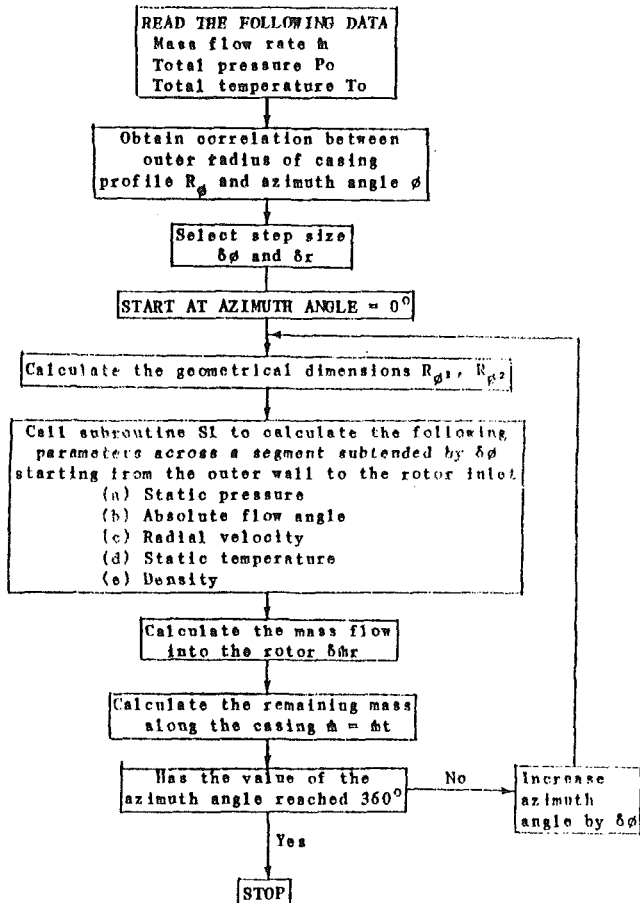 READ THE FOLLOWING DATA
Mass flow rate ṁ
Total pressure Po
Total temperature To
Obtain correlation between
outer radius of casing
profile Rø and azimuth angle ø
Select step size
δø and δr
START AT AZIMUTH ANGLE = 0°
Calculate the geometrical dimensions Rø¹, Rø²
Call subroutine S1 to calculate the following
parameters across a segment subtended by δø
starting from the outer wall to the rotor inlet
(a) Static pressure
(b) Absolute flow angle
(c) Radial velocity
(d) Static temperature
(e) Density
Calculate the mass flow
into the rotor δṁr
Calculate the remaining mass
along the casing ṁ = ṁt
Has the value of the
azimuth angle reached 360°
No
Increase
azimuth
angle by δø
Yes
STOP